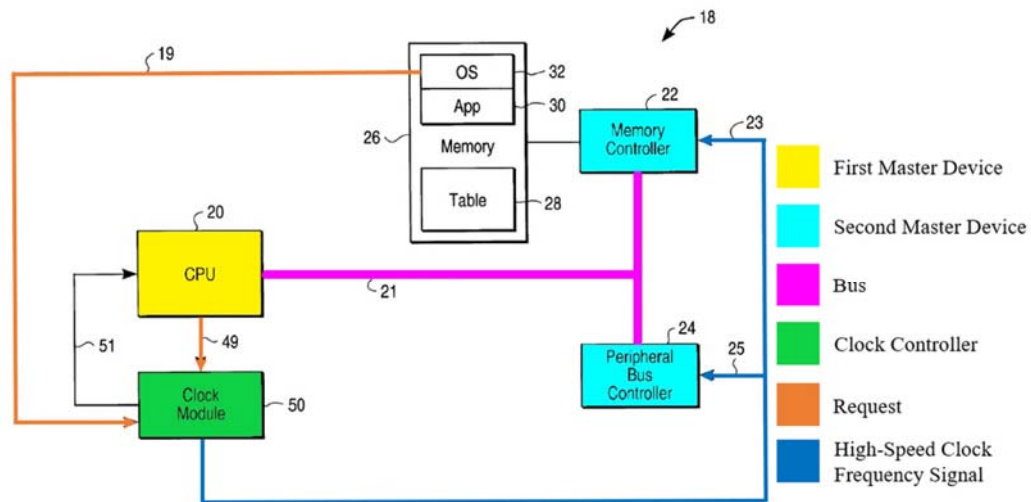 18
19
OS
32
App
30
22
26
Memory
Memory
Controller
23
Table
28
First Master Device
20
Second Master Device
CPU
21
Bus
24
51
49
Peripheral
Bus
Controller
25
Clock Controller
Clock
Module
50
Request
High-Speed Clock
Frequency Signal